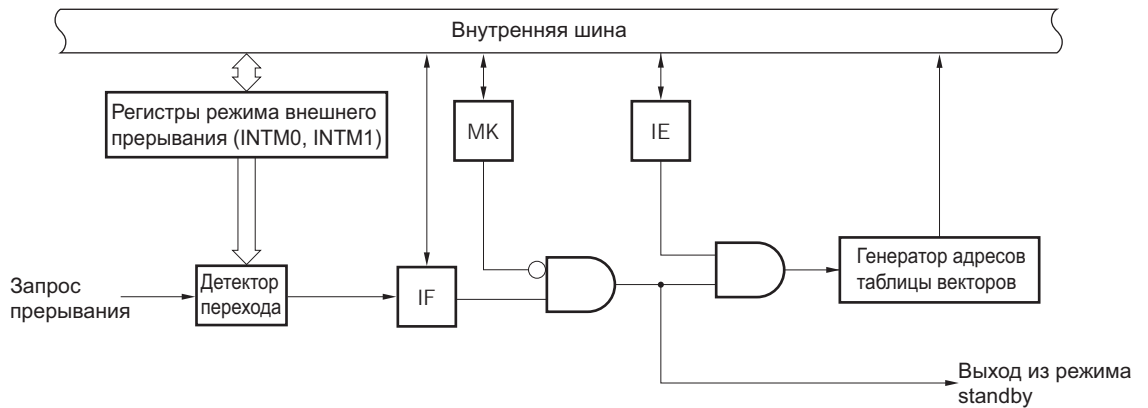 Внутренняя шина
Регистры режима внешнего
прерывания (INTM0, INTM1)
MK
IE
Запрос
прерывания
Детектор
перехода
IF
Генератор адресов
таблицы векторов
Выход из режима
standby